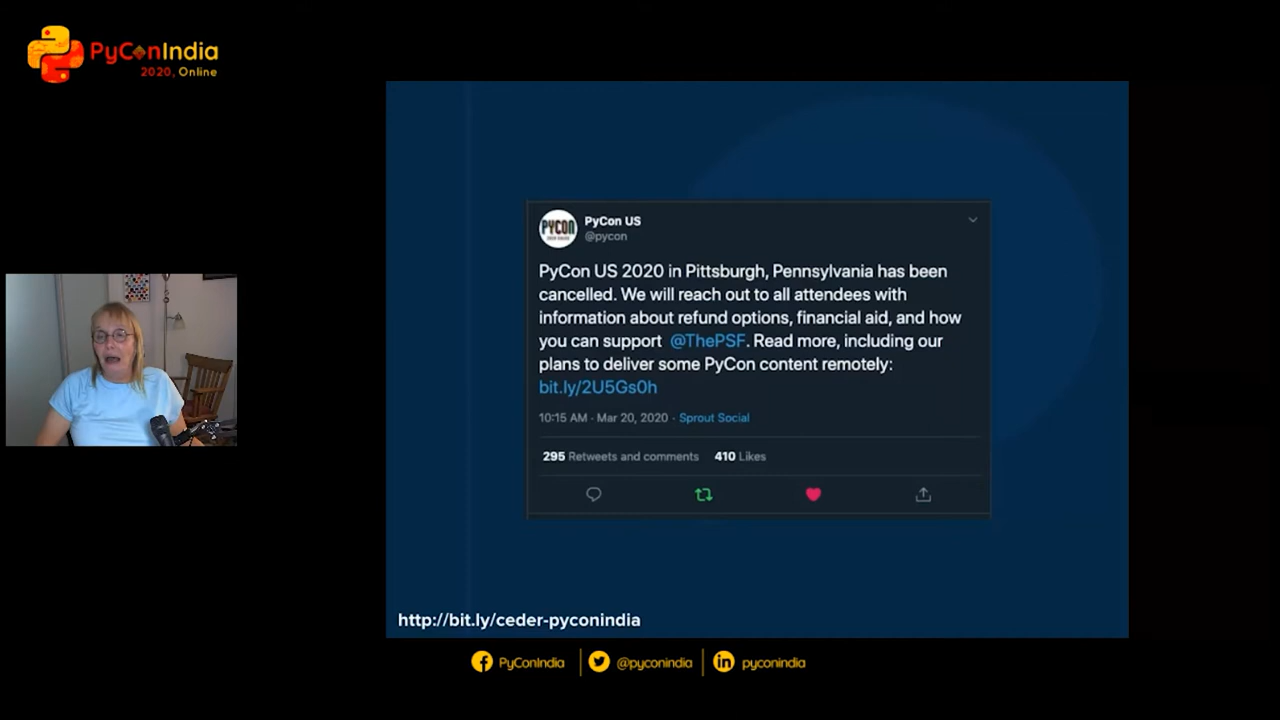 PyConIndia
2020, Online
PYCON
PyCon US
@pycon
PyCon US 2020 in Pittsburgh, Pennsylvania has been
cancelled. We will reach out to all attendees with
information about refund options, financial aid, and how
you can support @ThePSF. Read more, including our
plans to deliver some PyCon content remotely:
bit.ly/2U5Gs0h
10:15 AM · Mar 20, 2020 · Sprout Social
295 Retweets and comments 410 Likes
http://bit.ly/ceder-pyconindia
PyConIndia @pyconindia pyconindia